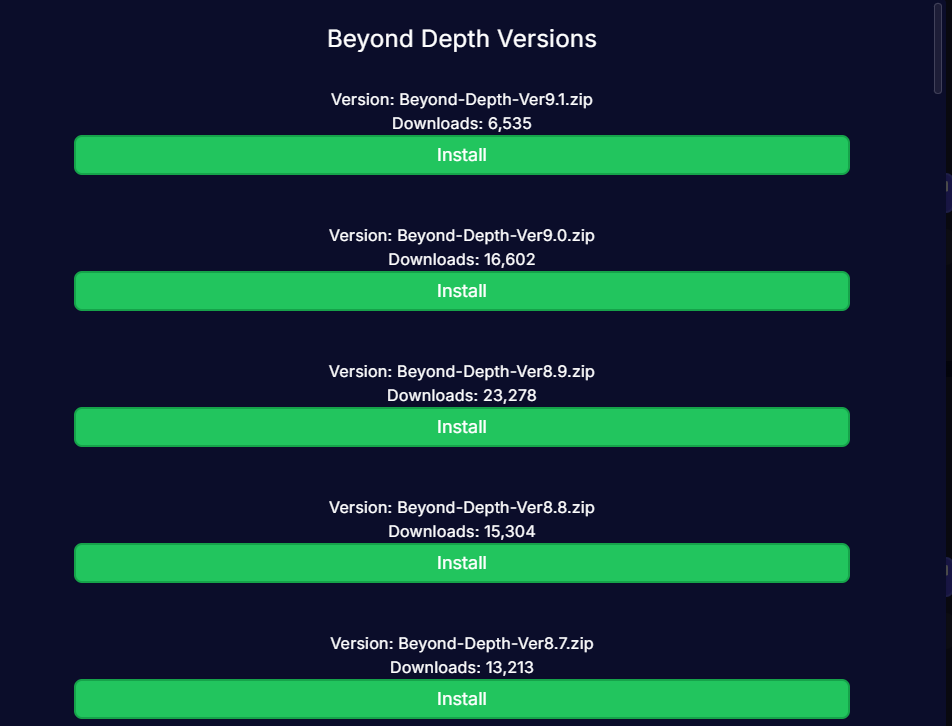 Beyond Depth Versions
Version: Beyond-Depth-Ver9.1.zip
Downloads: 6,535
Install
Version: Beyond-Depth-Ver9.0.zip
Downloads: 16,602
Install
Version: Beyond-Depth-Ver8.9.zip
Downloads: 23,278
Install
Version: Beyond-Depth-Ver8.8.zip
Downloads: 15,304
Install
Version: Beyond-Depth-Ver8.7.zip
Downloads: 13,213
Install